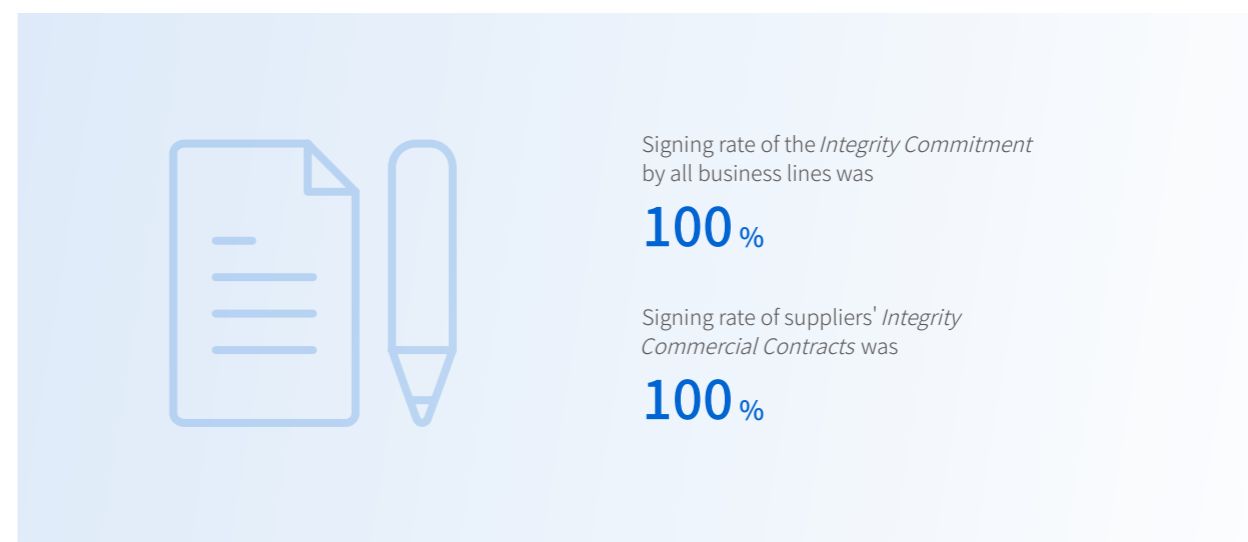 Signing rate of the Integrity Commitment
by all business lines was
100 %
Signing rate of suppliers' Integrity
Commercial Contracts was
100 %